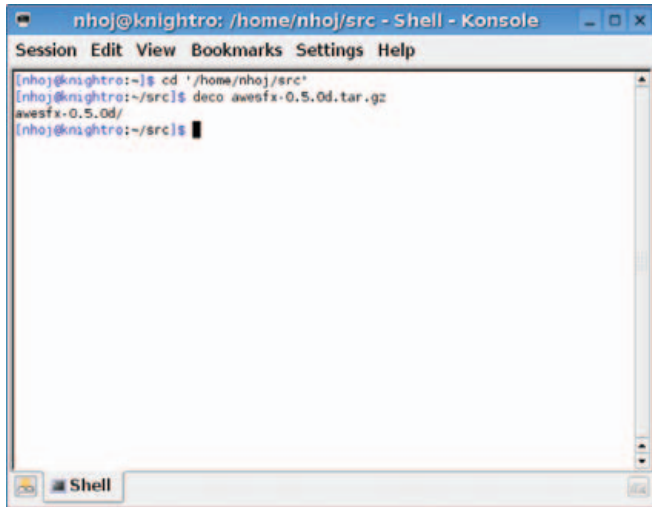 nhoj@knightro: /home/nhoj/src - Shell - Konsole
Session Edit View Bookmarks Settings Help
[nhoj@knightro:~]$ cd '/home/nhoj/src'
[nhoj@knightro:~/src]$ deco awesfx-0.5.0d.tar.gz
awesfx-0.5.0d/
[nhoj@knightro:~/src]$
Shell